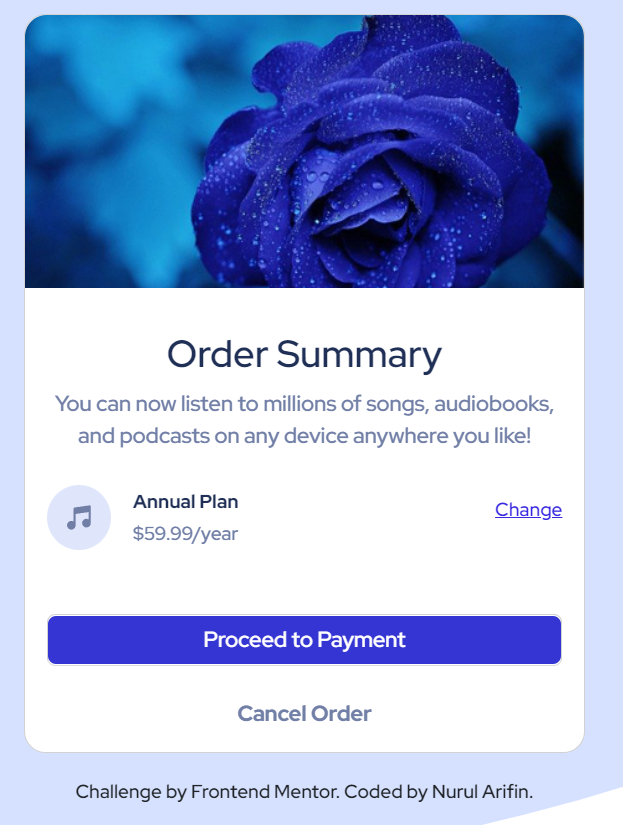 Order Summary
You can now listen to millions of songs, audiobooks,
and podcasts on any device anywhere you like!
Annual Plan
$59.99/year
Change
Proceed to Payment
Cancel Order
Challenge by Frontend Mentor. Coded by Nurul Arifin.